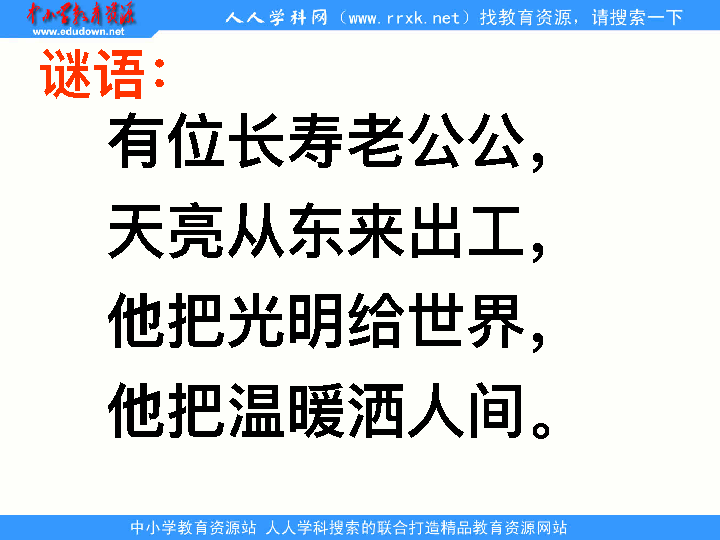 中小学教育资源
www.edudown.net
人人学科网（www.rrxk.net）找教育资源，请搜索一下
谜语：
有位长寿老公公，
天亮从东来出工，
他把光明给世界，
他把温暖洒人间。
中小学教育资源站 人人学科搜索的联合打造精品教育资源网站